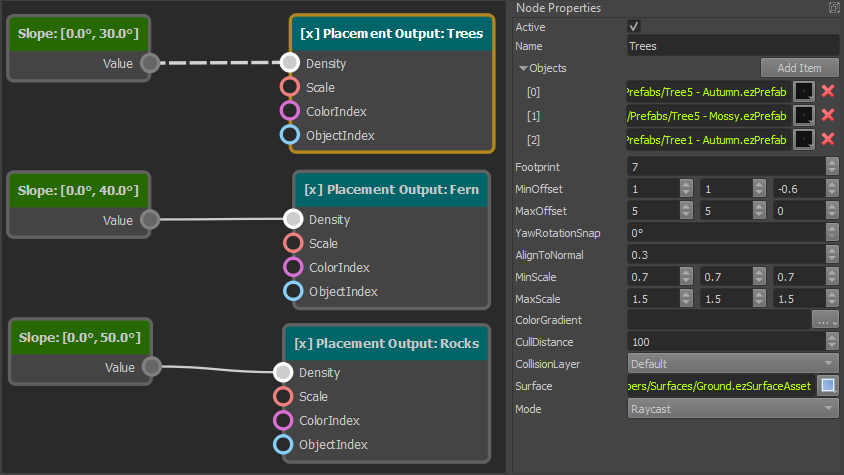 Slope: [0.0°, 30.0°]
Value
[x] Placement Output: Trees
Density
Scale
ColorIndex
ObjectIndex
Slope: [0.0°, 40.0°]
Value
[x] Placement Output: Fern
Density
Scale
ColorIndex
ObjectIndex
Slope: [0.0°, 50.0°]
Value
[x] Placement Output: Rocks
Density
Scale
ColorIndex
ObjectIndex
Node Properties
Active
Name Trees
Objects Add Item
[0] Prefabs/Tree5 - Autumn.ezPrefab
[1] /Prefabs/Tree5 - Mossy.ezPrefab
[2] Prefabs/Tree1 - Autumn.ezPrefab
Footprint 7
MinOffset 1 1 -0.6
MaxOffset 5 5 0
YawRotationSnap 0°
AlignToNormal 0.3
MinScale 0.7 0.7 0.7
MaxScale 1.5 1.5 1.5
ColorGradient ...
CullDistance 100
CollisionLayer Default
Surface bers/Surfaces/Ground.ezSurfaceAsset
Mode Raycast